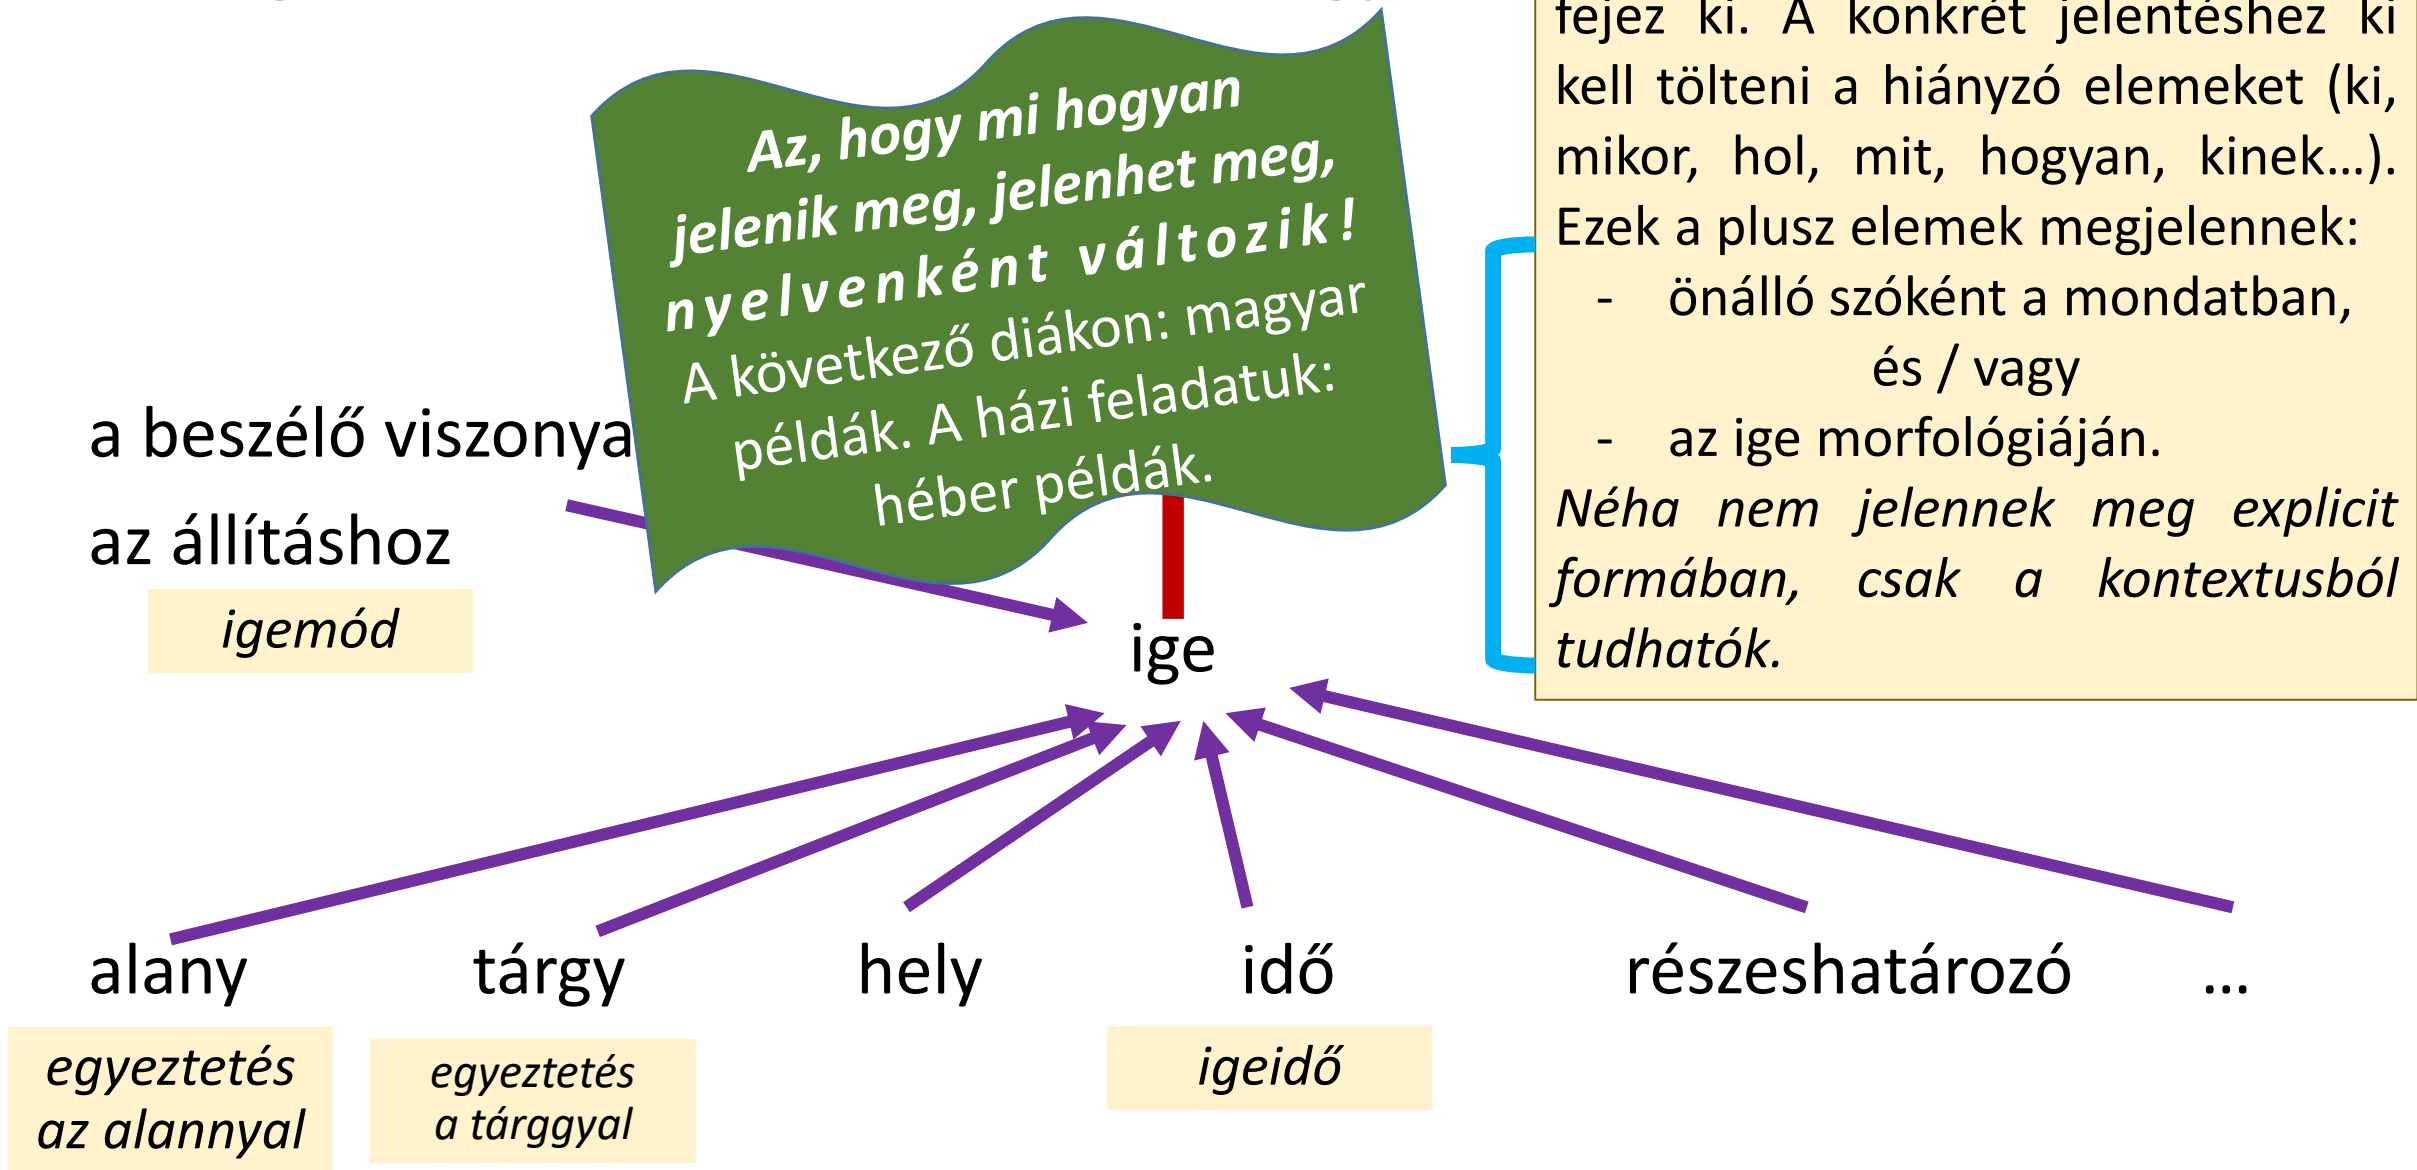 Az, hogy mi hogyan
jelenik meg, jelenhet meg,
nyelvenként változik!
A következő diákon: magyar
példák. A házi feladatuk:
héber példák.
fejez ki. A konkrét jelentéshez ki
kell tölteni a hiányzó elemeket (ki,
mikor, hol, mit, hogyan, kinek…).
Ezek a plusz elemek megjelennek:
- önálló szóként a mondatban,
és / vagy
- az ige morfológiáján.
Néha nem jelennek meg explicit
formában, csak a kontextusból
tudhatók.
a beszélő viszonya
az állításhoz
igemód
ige
alany
tárgy
hely
idő
részeshatározó
…
egyeztetés
az alannyal
egyeztetés
a tárggyal
igeidő